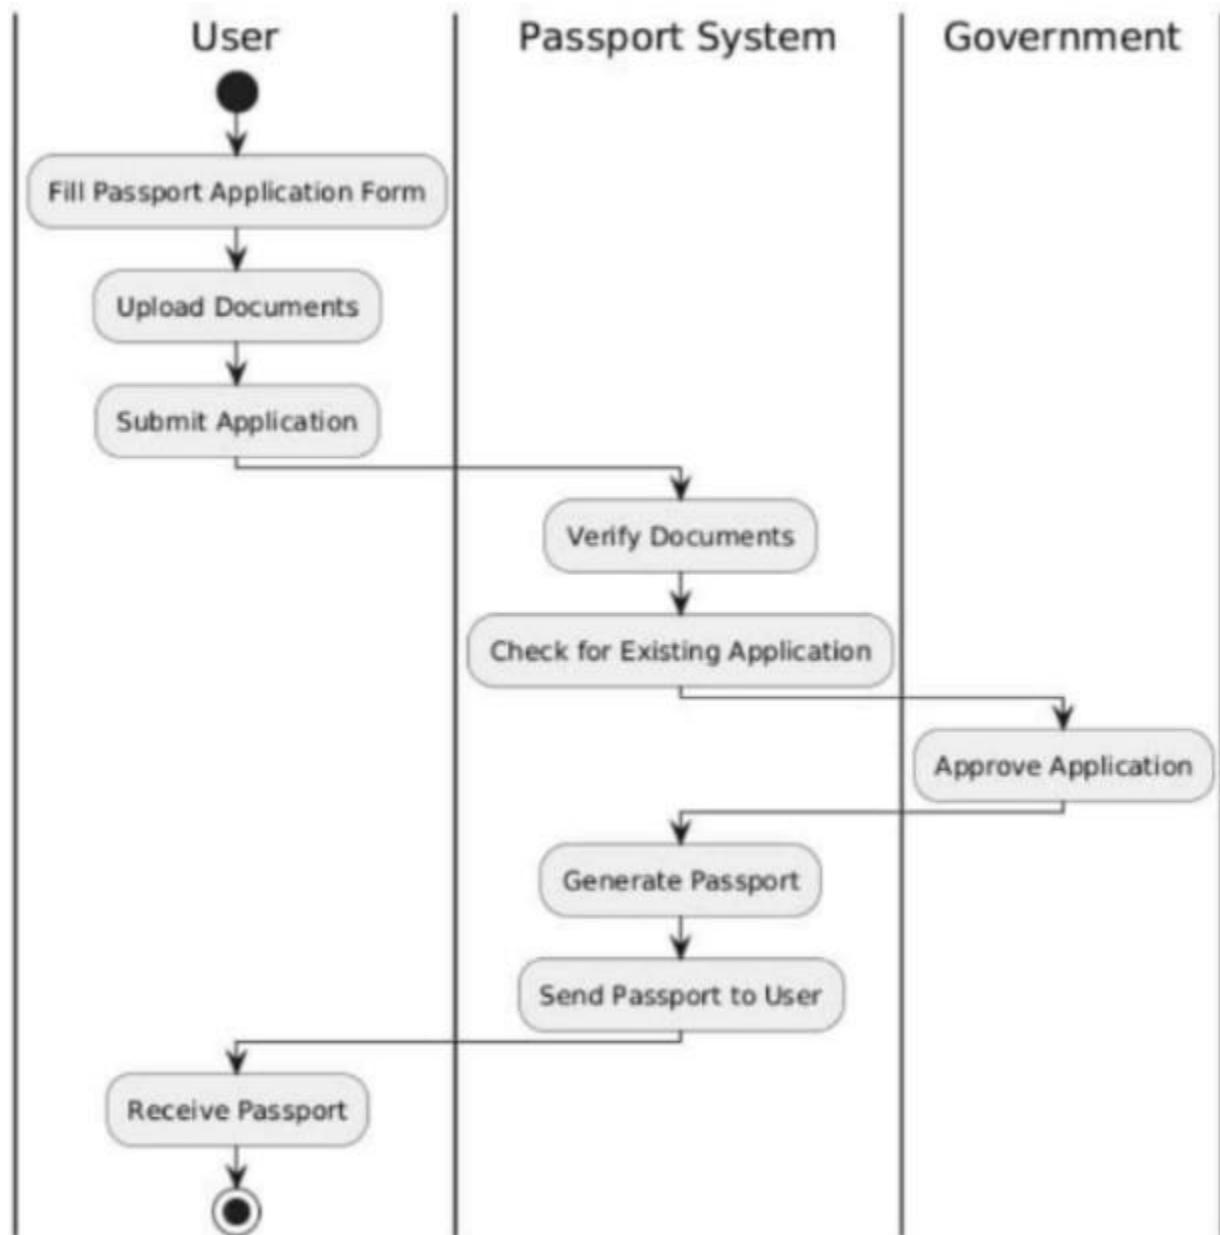 User
Passport System
Government
Fill Passport Application Form
Upload Documents
Submit Application
Verify Documents
Check for Existing Application
Approve Application
Generate Passport
Send Passport to User
Receive Passport